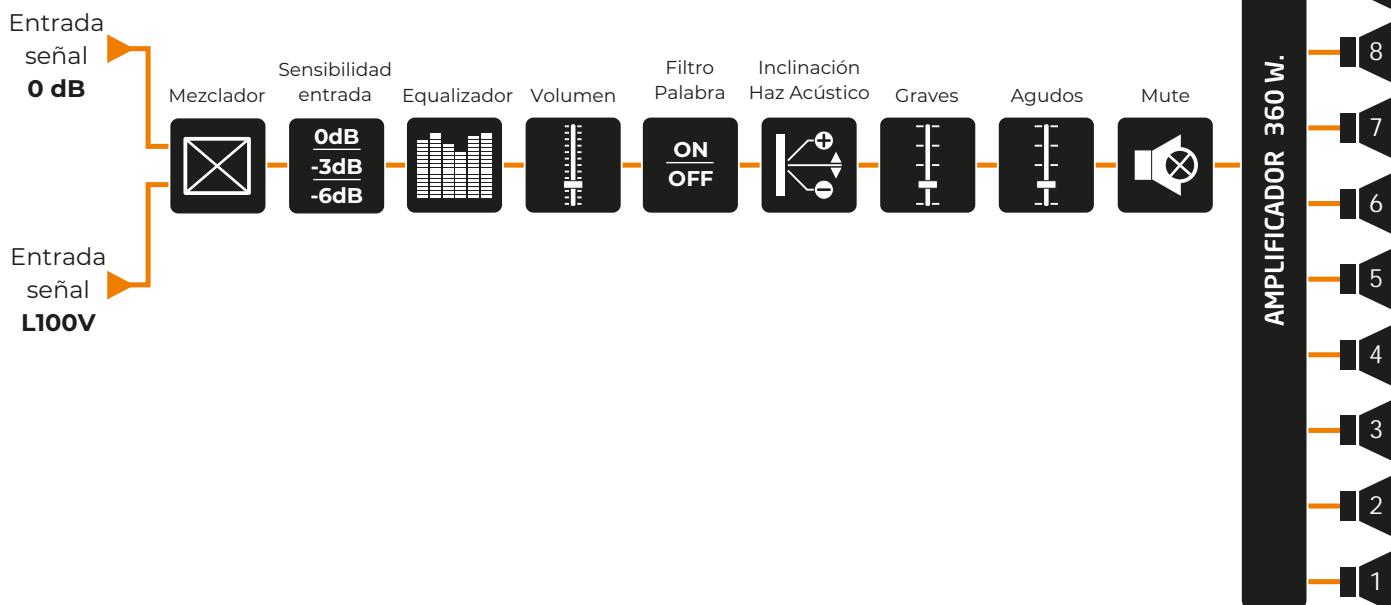 Entrada
señal
0 dB
Entrada
señal
L100V
Mezclador
Sensibilidad
entrada
0dB
-3dB
-6dB
Equalizador
Volumen
Filtro
Palabra
ON
OFF
Inclinación
Haz Acústico
Graves
Agudos
Mute
AMPLIFICADOR 360 W.
8
7
6
5
4
3
2
1